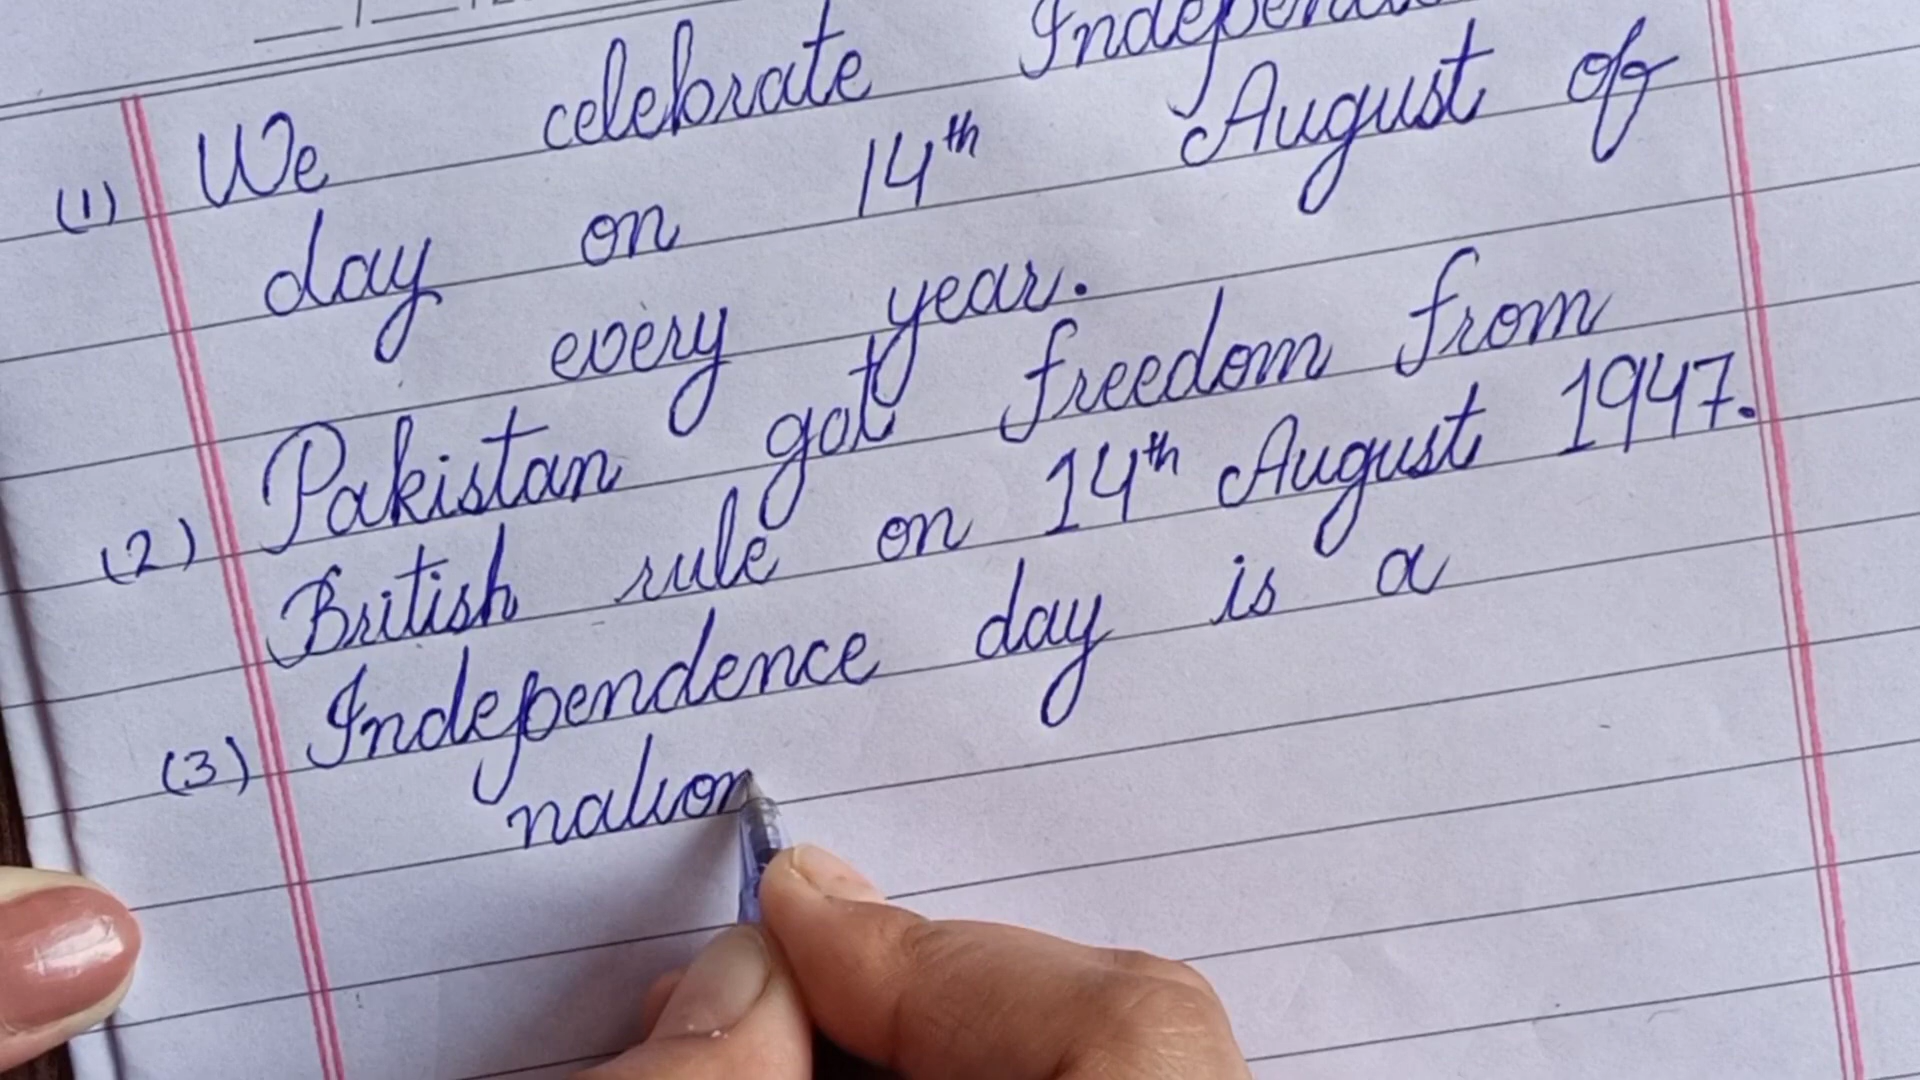 (1) We celebrate Independ
day on 14th August of
every year.
(2) Pakistan got freedom from
British rule on 14th August 1947.
(3) Independence day is a
nation